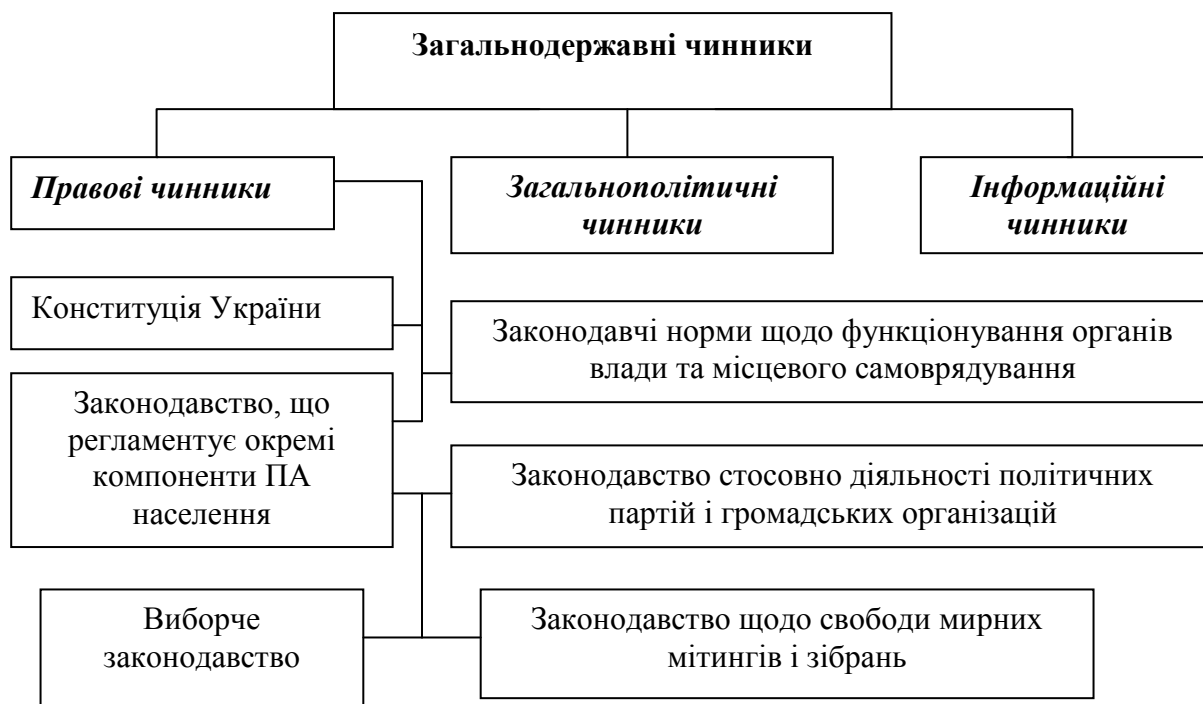 Загальнодержавні чинники
Правові чинники
Загальнополітичні
чинники
Інформаційні
чинники
Конституція України
Законодавчі норми щодо функціонування органів
влади та місцевого самоврядування
Законодавство, що
регламентує окремі
компоненти ПА
населення
Законодавство стосовно діяльності політичних
партій і громадських організацій
Виборче
законодавство
Законодавство щодо свободи мирних
мітингів і зібрань